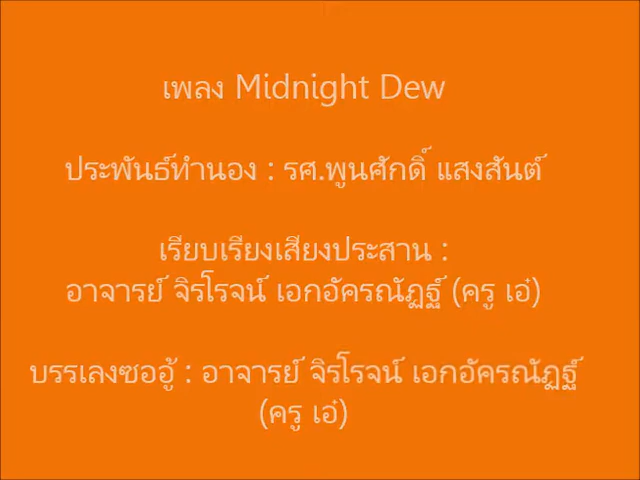 เพลง Midnight Dew
ประพันธ์ทำนอง : รศ.พูนศักดิ์ แสงสันต์
เรียบเรียงเสียงประสาน :
อาจารย์ จิรโรจน์ เอกอัครณัฏฐ์ (ครู เอ๋)
บรรเลงซออู้ : อาจารย์ จิรโรจน์ เอกอัครณัฏฐ์
(ครู เอ๋)